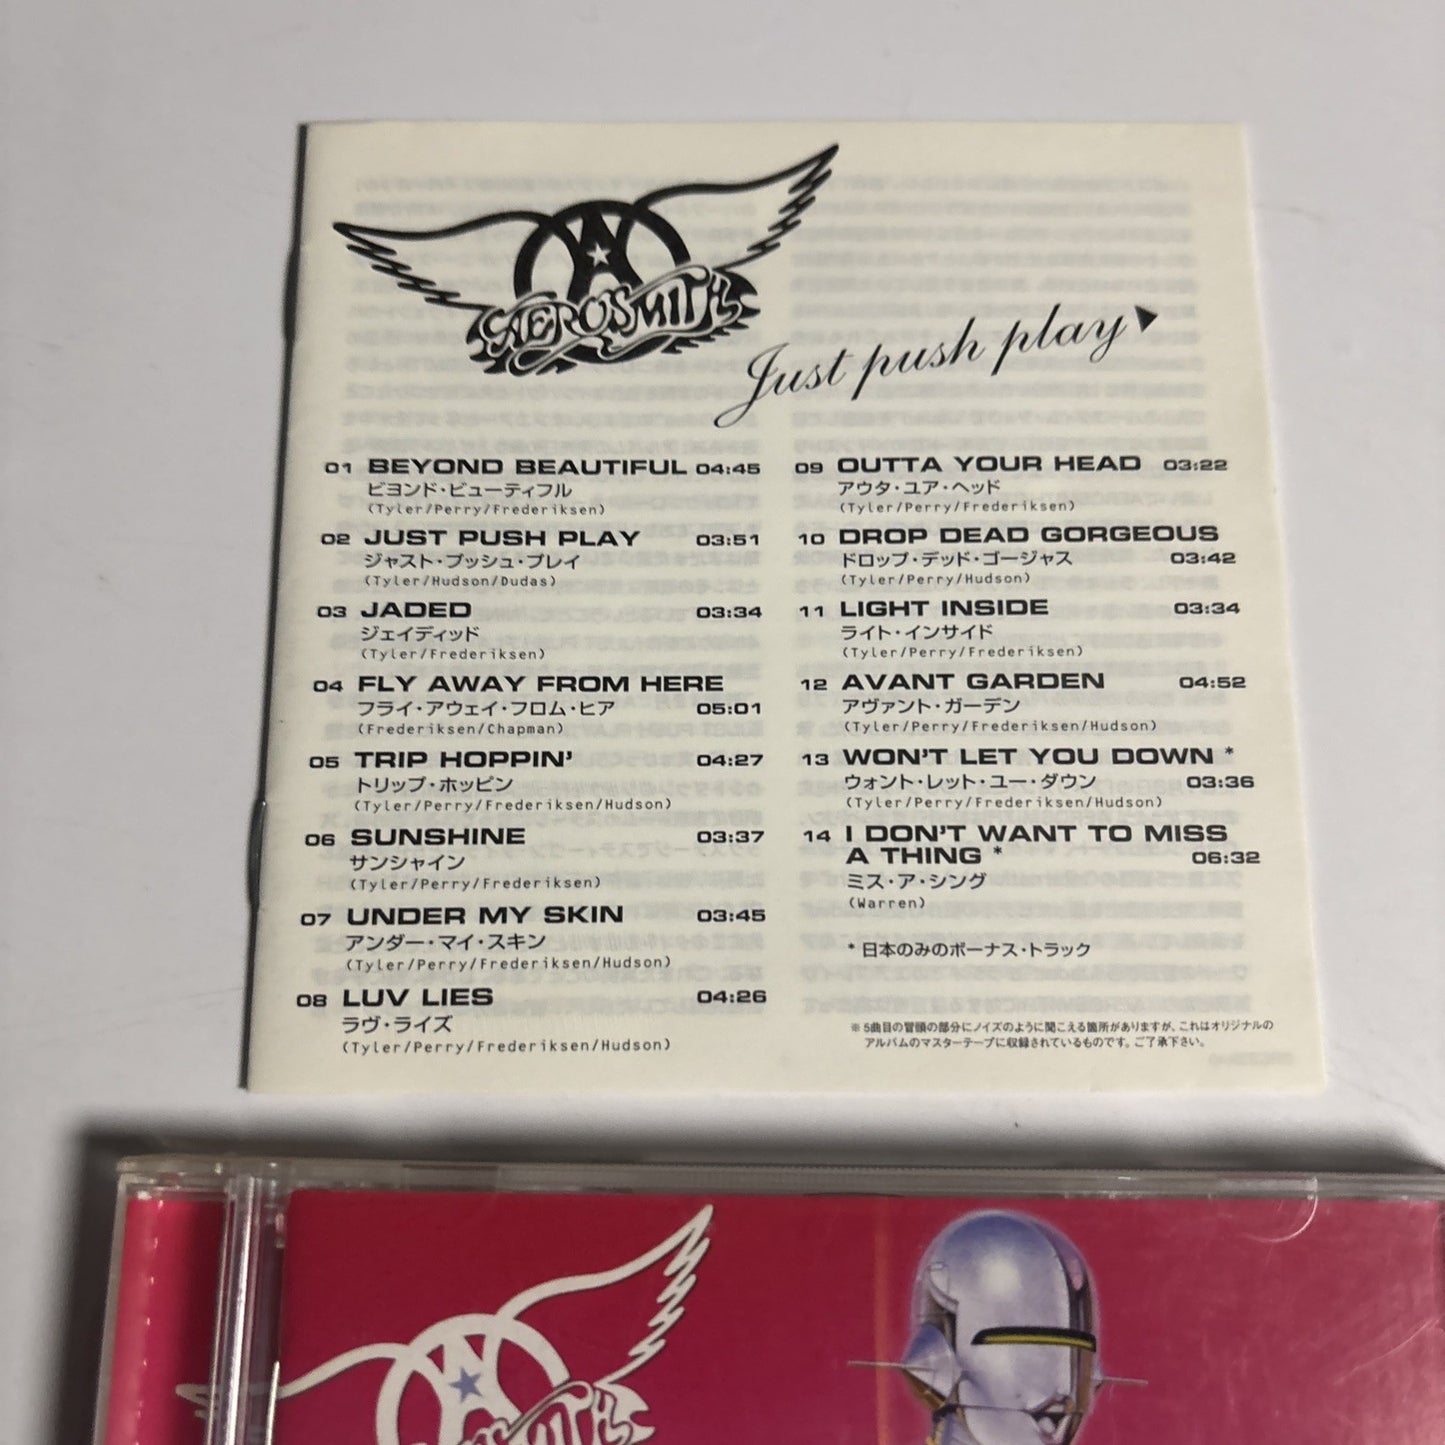 AEROSMITH
Just push play
01 BEYOND BEAUTIFUL 04:45
ビヨンド・ビューティフル
(Tyler/Perry/Frederiksen)
02 JUST PUSH PLAY 03:51
ジャスト・プッシュ・プレイ
(Tyler/Hudson/Dudas)
03 JADED 03:34
ジェイディッド
(Tyler/Frederiksen)
04 FLY AWAY FROM HERE
フライ・アウェイ・フロム・ヒア 05:01
(Frederiksen/Chapman)
05 TRIP HOPPIN' 04:27
トリップ・ホッピン
(Tyler/Perry/Frederiksen/Hudson)
06 SUNSHINE 03:37
サンシャイン
(Tyler/Perry/Frederiksen)
07 UNDER MY SKIN 03:45
アンダー・マイ・スキン
(Tyler/Perry/Frederiksen/Hudson)
08 LUV LIES 04:26
ラヴ・ライズ
(Tyler/Perry/Frederiksen/Hudson)
09 OUTTA YOUR HEAD 03:22
アウタ・ユア・ヘッド
(Tyler/Perry/Frederiksen)
10 DROP DEAD GORGEOUS
ドロップ・デッド・ゴージャス 03:42
(Tyler/Perry/Hudson)
11 LIGHT INSIDE 03:34
ライト・インサイド
(Tyler/Perry/Frederiksen)
12 AVANT GARDEN 04:52
アヴァント・ガーデン
(Tyler/Perry/Frederiksen/Hudson)
13 WON'T LET YOU DOWN *
ウォント・レット・ユー・ダウン 03:36
(Tyler/Perry/Frederiksen/Hudson)
14 I DON'T WANT TO MISS
A THING * 06:32
ミス・ア・シング
(Warren)
* 日本のみのボーナス・トラック
※ 5曲目の冒頭の部分にノイズのように聞こえる箇所がありますが、これはオリジナルの
アルバムのマスターテープに収録されているものです。ご了承下さい。